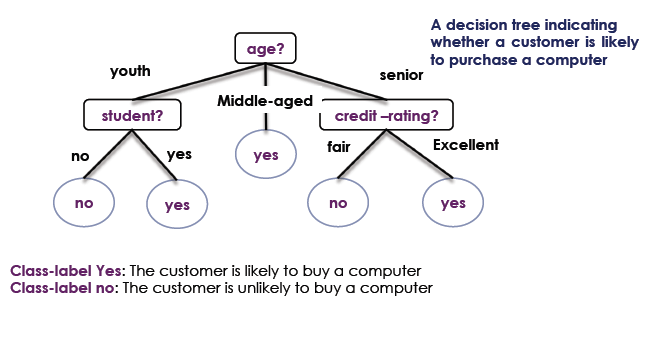 A decision tree indicating
whether a customer is likely
to purchase a computer
age?
youth
senior
Middle-aged
student?
credit –rating?
no
yes
fair
Excellent
yes
no
yes
no
yes
Class-label Yes: The customer is likely to buy a computer
Class-label no: The customer is unlikely to buy a computer